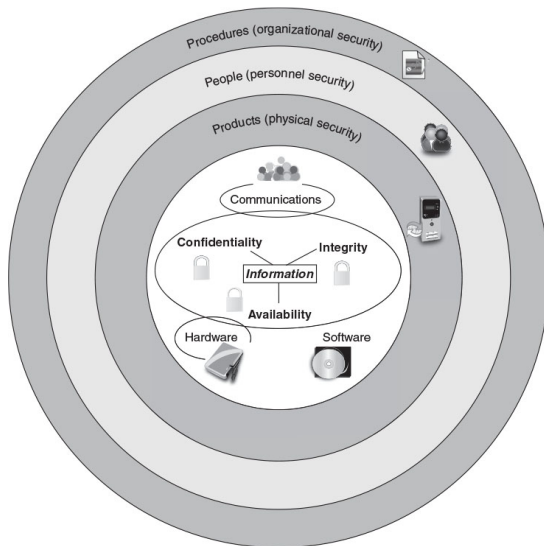 Procedures (organizational security)
People (personnel security)
Products (physical security)
Communications
Confidentiality
Integrity
Information
Availability
Hardware
Software